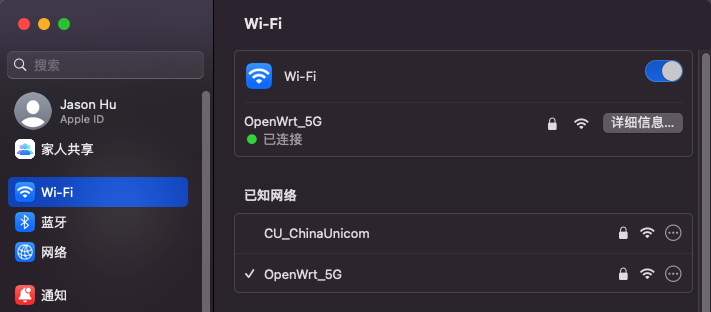 搜索
Jason Hu
Apple ID
家人共享
Wi-Fi
蓝牙
网络
通知
Wi-Fi
Wi-Fi
OpenWrt_5G
已连接
详细信息...
已知网络
CU_ChinaUnicom
OpenWrt_5G